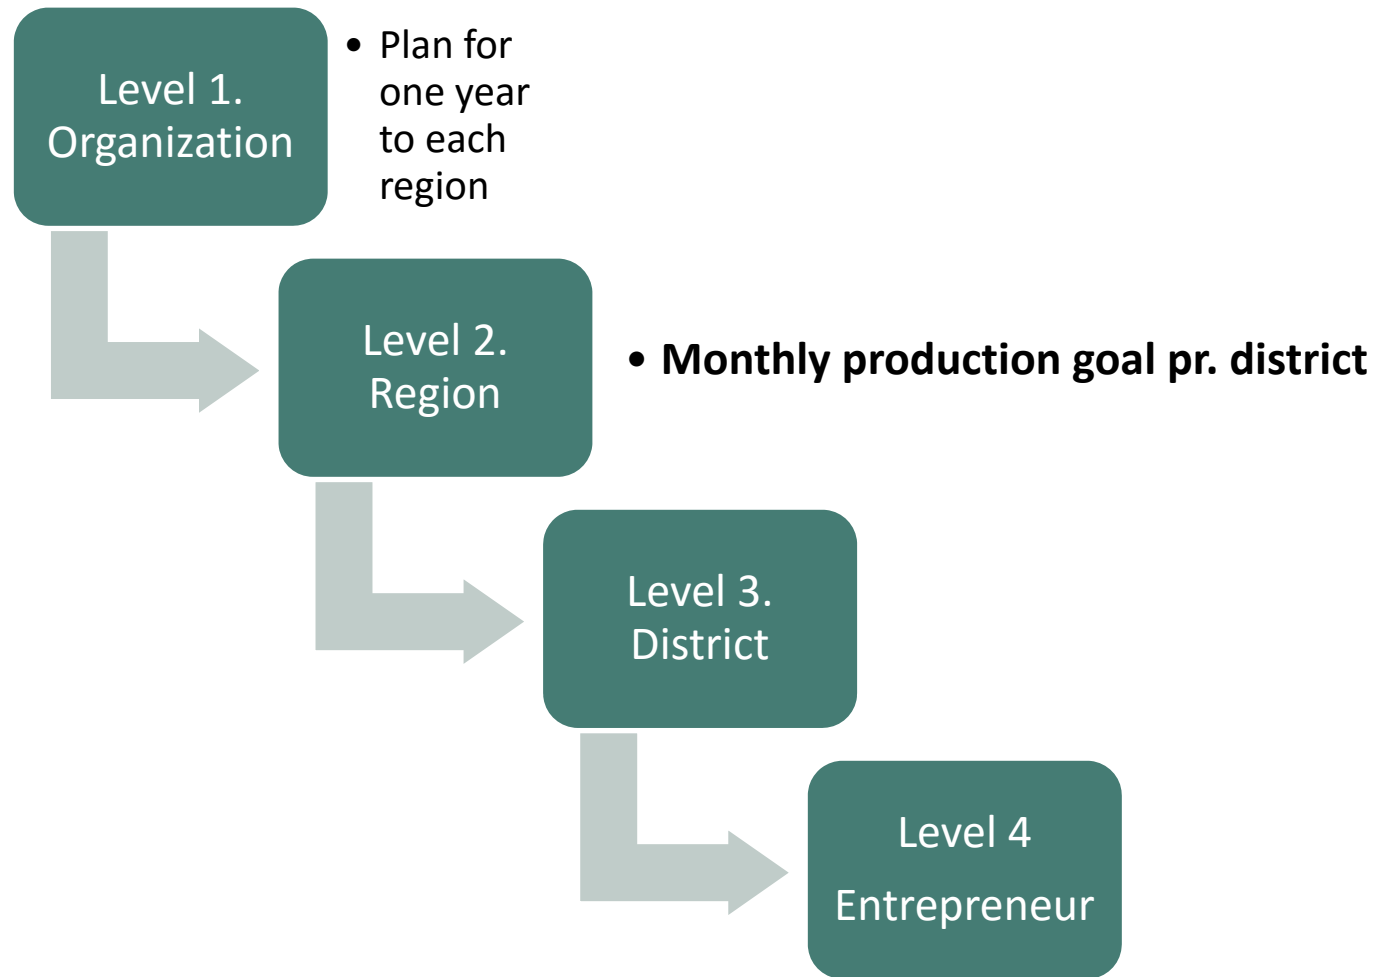 Level 1.
Organization
• Plan for
one year
to each
region
Level 2.
Region
• Monthly production goal pr. district
Level 3.
District
Level 4
Entrepreneur